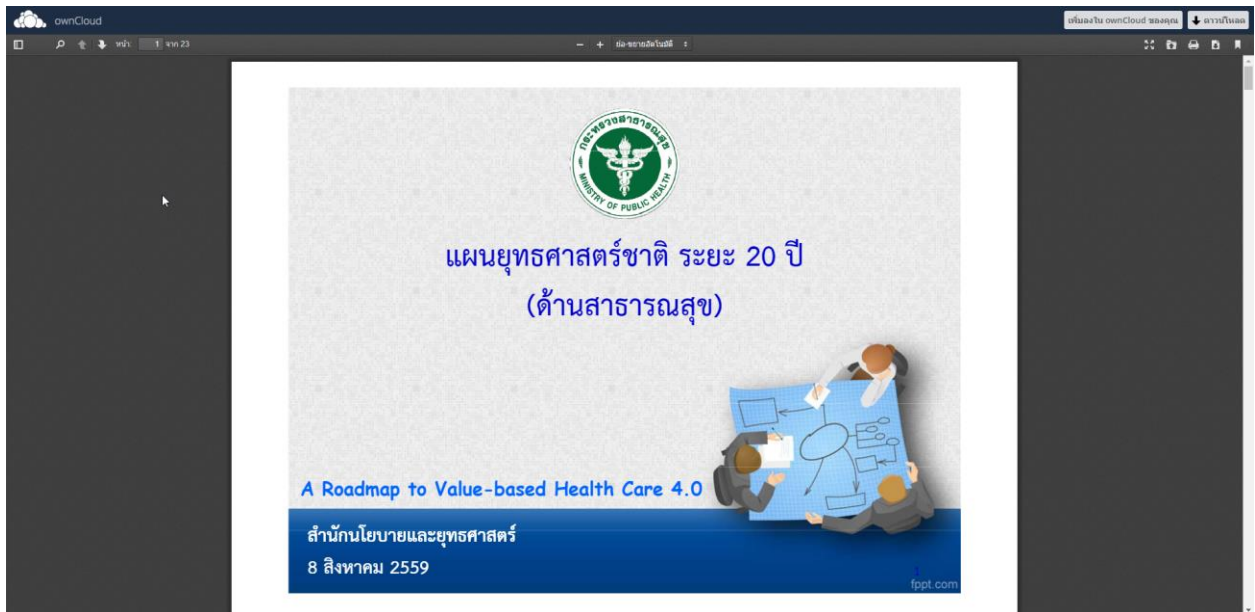 ownCloud
เพิ่มลงใน ownCloud ของคุณ
ดาวน์โหลด
หน้า: 1 จาก 23
ย่อ-ขยายอัตโนมัติ
กระทรวงสาธารณสุข
MINISTRY OF PUBLIC HEALTH
แผนยุทธศาสตร์ชาติ ระยะ 20 ปี
(ด้านสาธารณสุข)
A Roadmap to Value-based Health Care 4.0
สำนักนโยบายและยุทธศาสตร์
8 สิงหาคม 2559
1
fppt.com